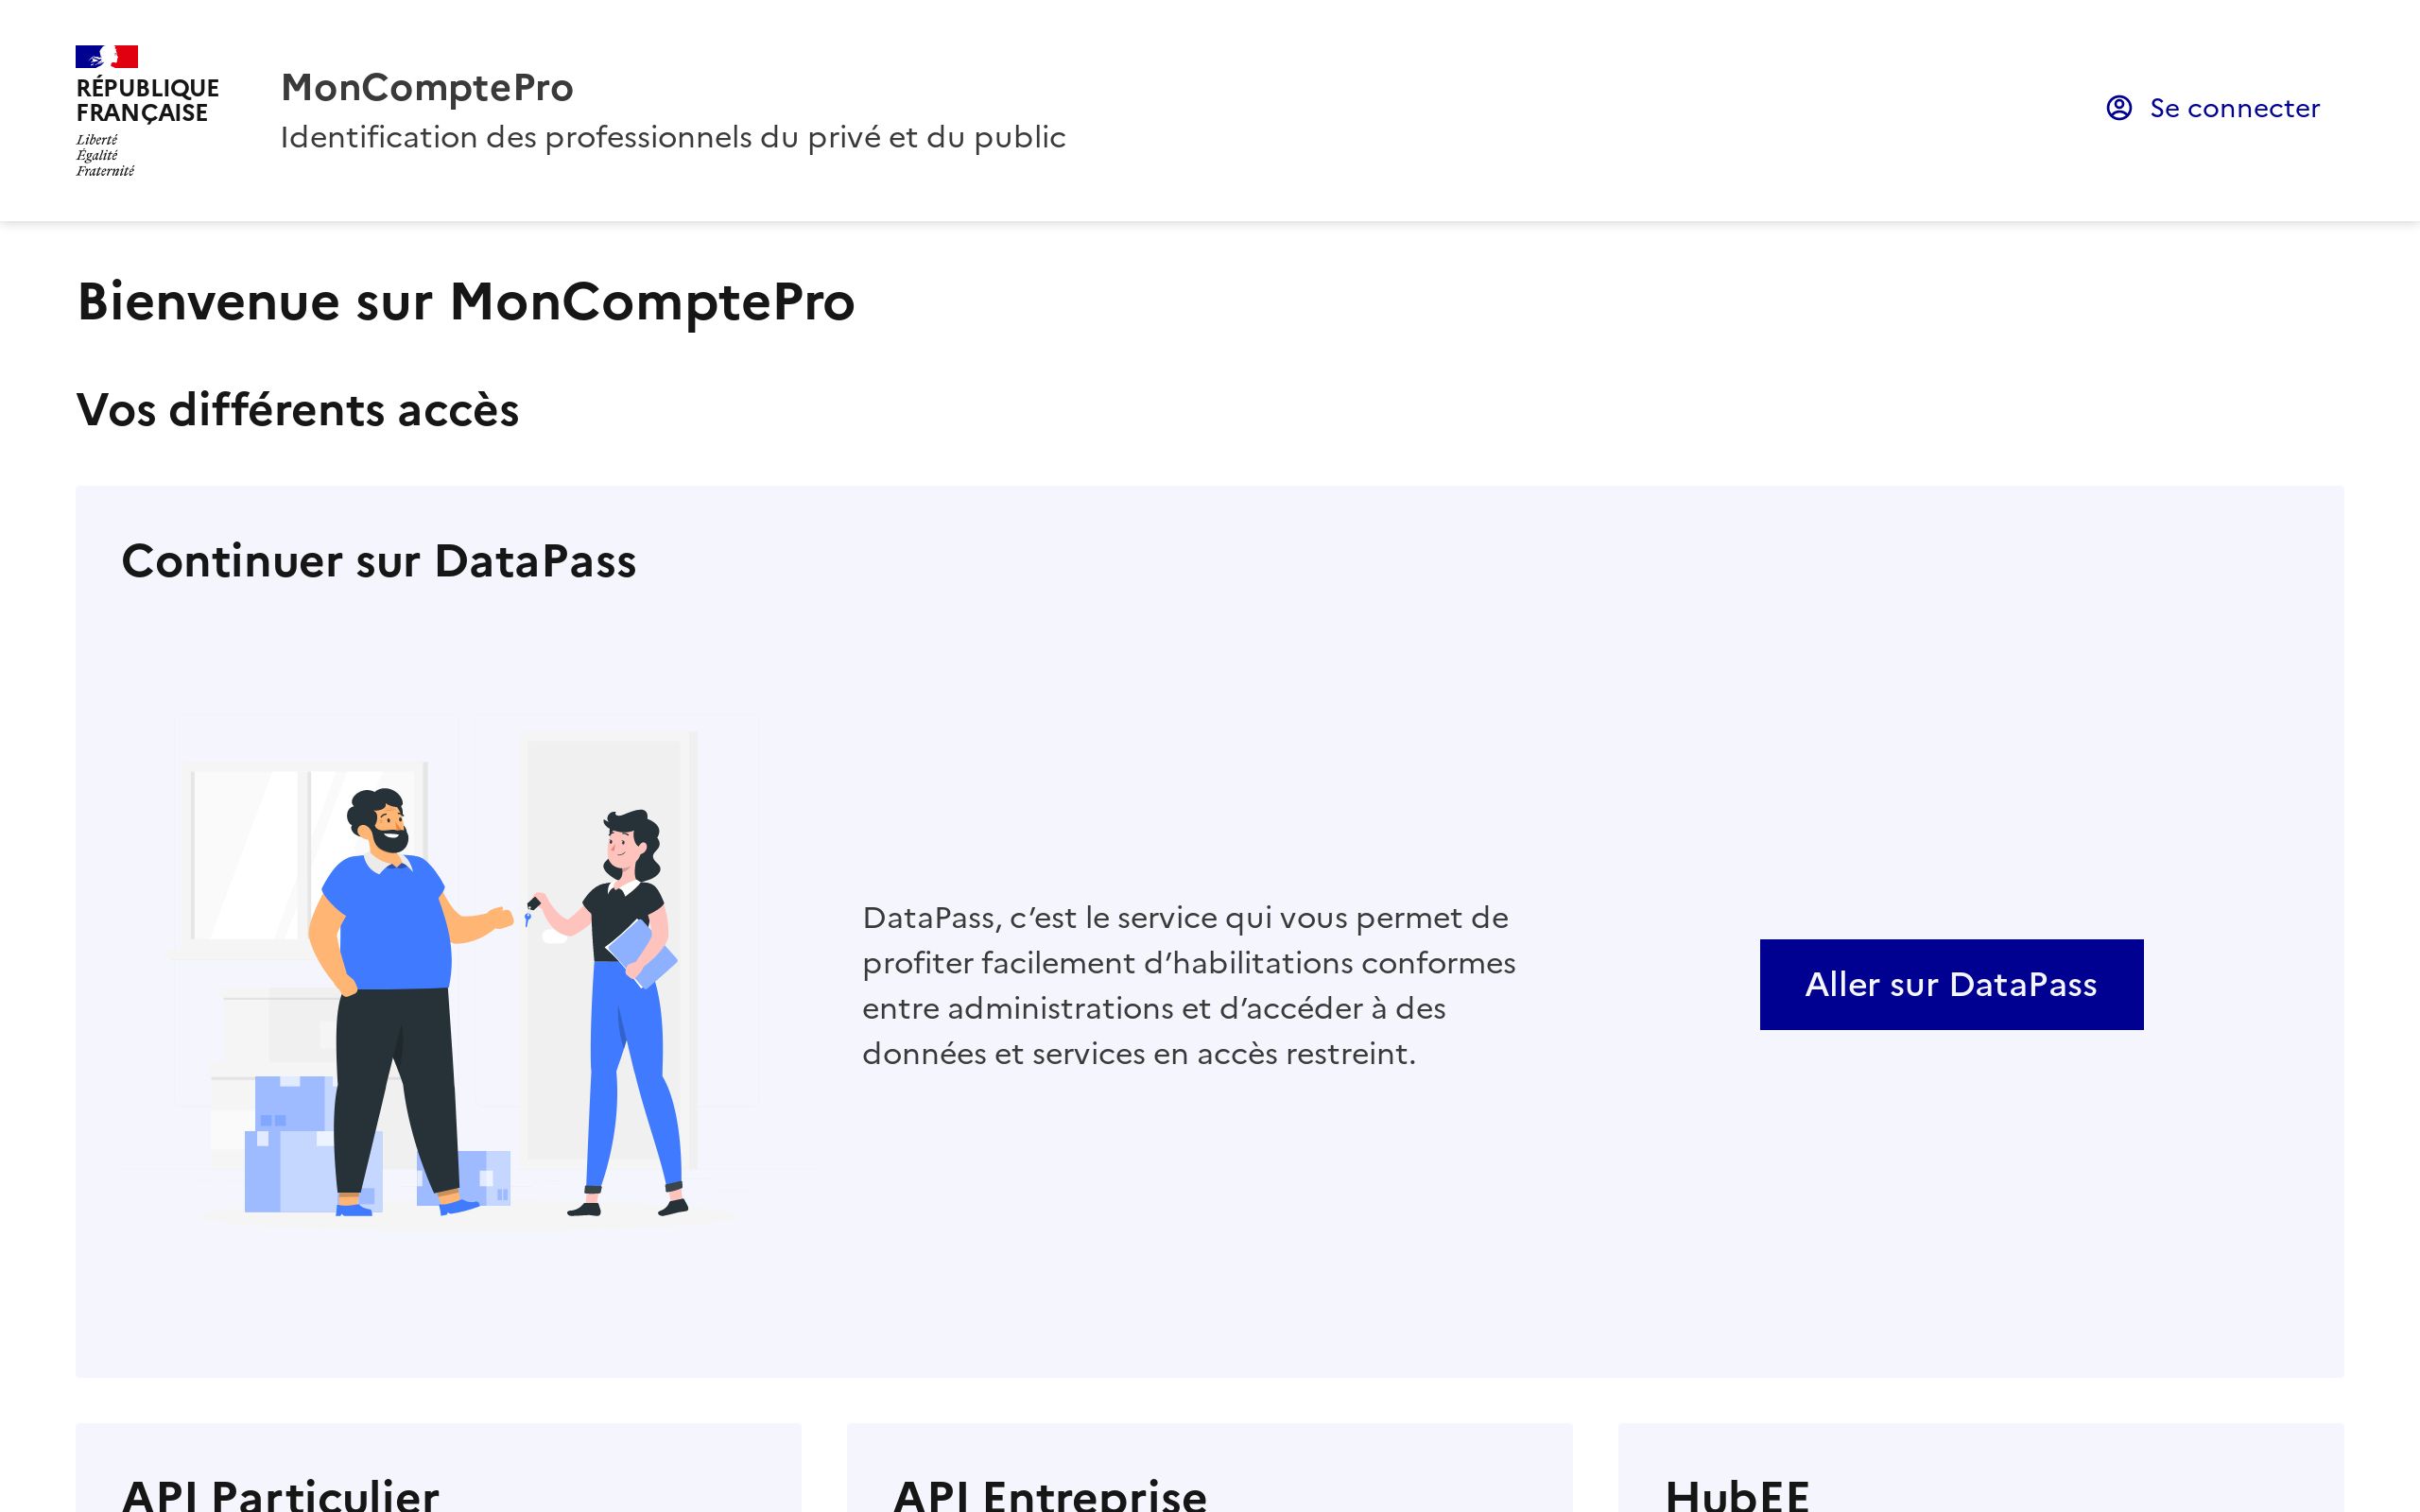 RÉPUBLIQUE
FRANÇAISE
Liberté
Égalité
Fraternité
MonComptePro
Identification des professionnels du privé et du public
Se connecter
Bienvenue sur MonComptePro
Vos différents accès
Continuer sur DataPass
DataPass, c’est le service qui vous permet de
profiter facilement d’habilitations conformes
entre administrations et d’accéder à des
données et services en accès restreint.
Aller sur DataPass
API Particulier
API Entreprise
HubEE